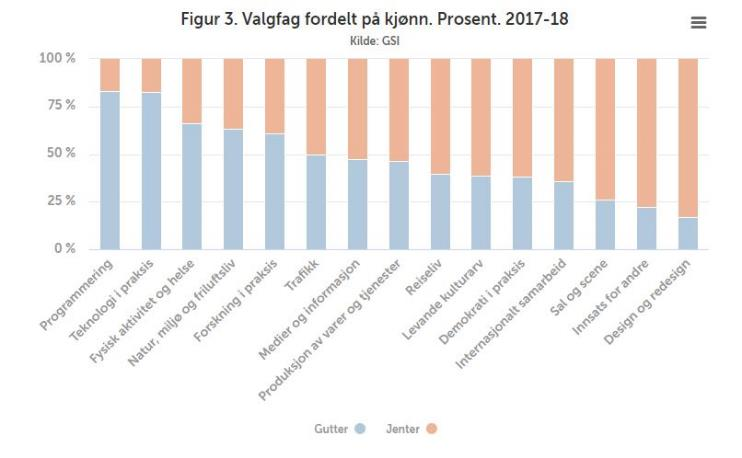 Figur 3. Valgfag fordelt på kjønn. Prosent. 2017-18
Kilde: GSI
100 %
75 %
50 %
25 %
0 %
Programmering
Teknologi i praksis
Fysisk aktivitet og helse
Natur, miljø og friluftsliv
Forskning i praksis
Trafikk
Medier og informasjon
Produksjon av varer og tjenester
Reiseliv
Levande kulturarv
Demokrati i praksis
Internasjonalt samarbeid
Sal og scene
Innsats for andre
Design og redesign
Gutter
Jenter